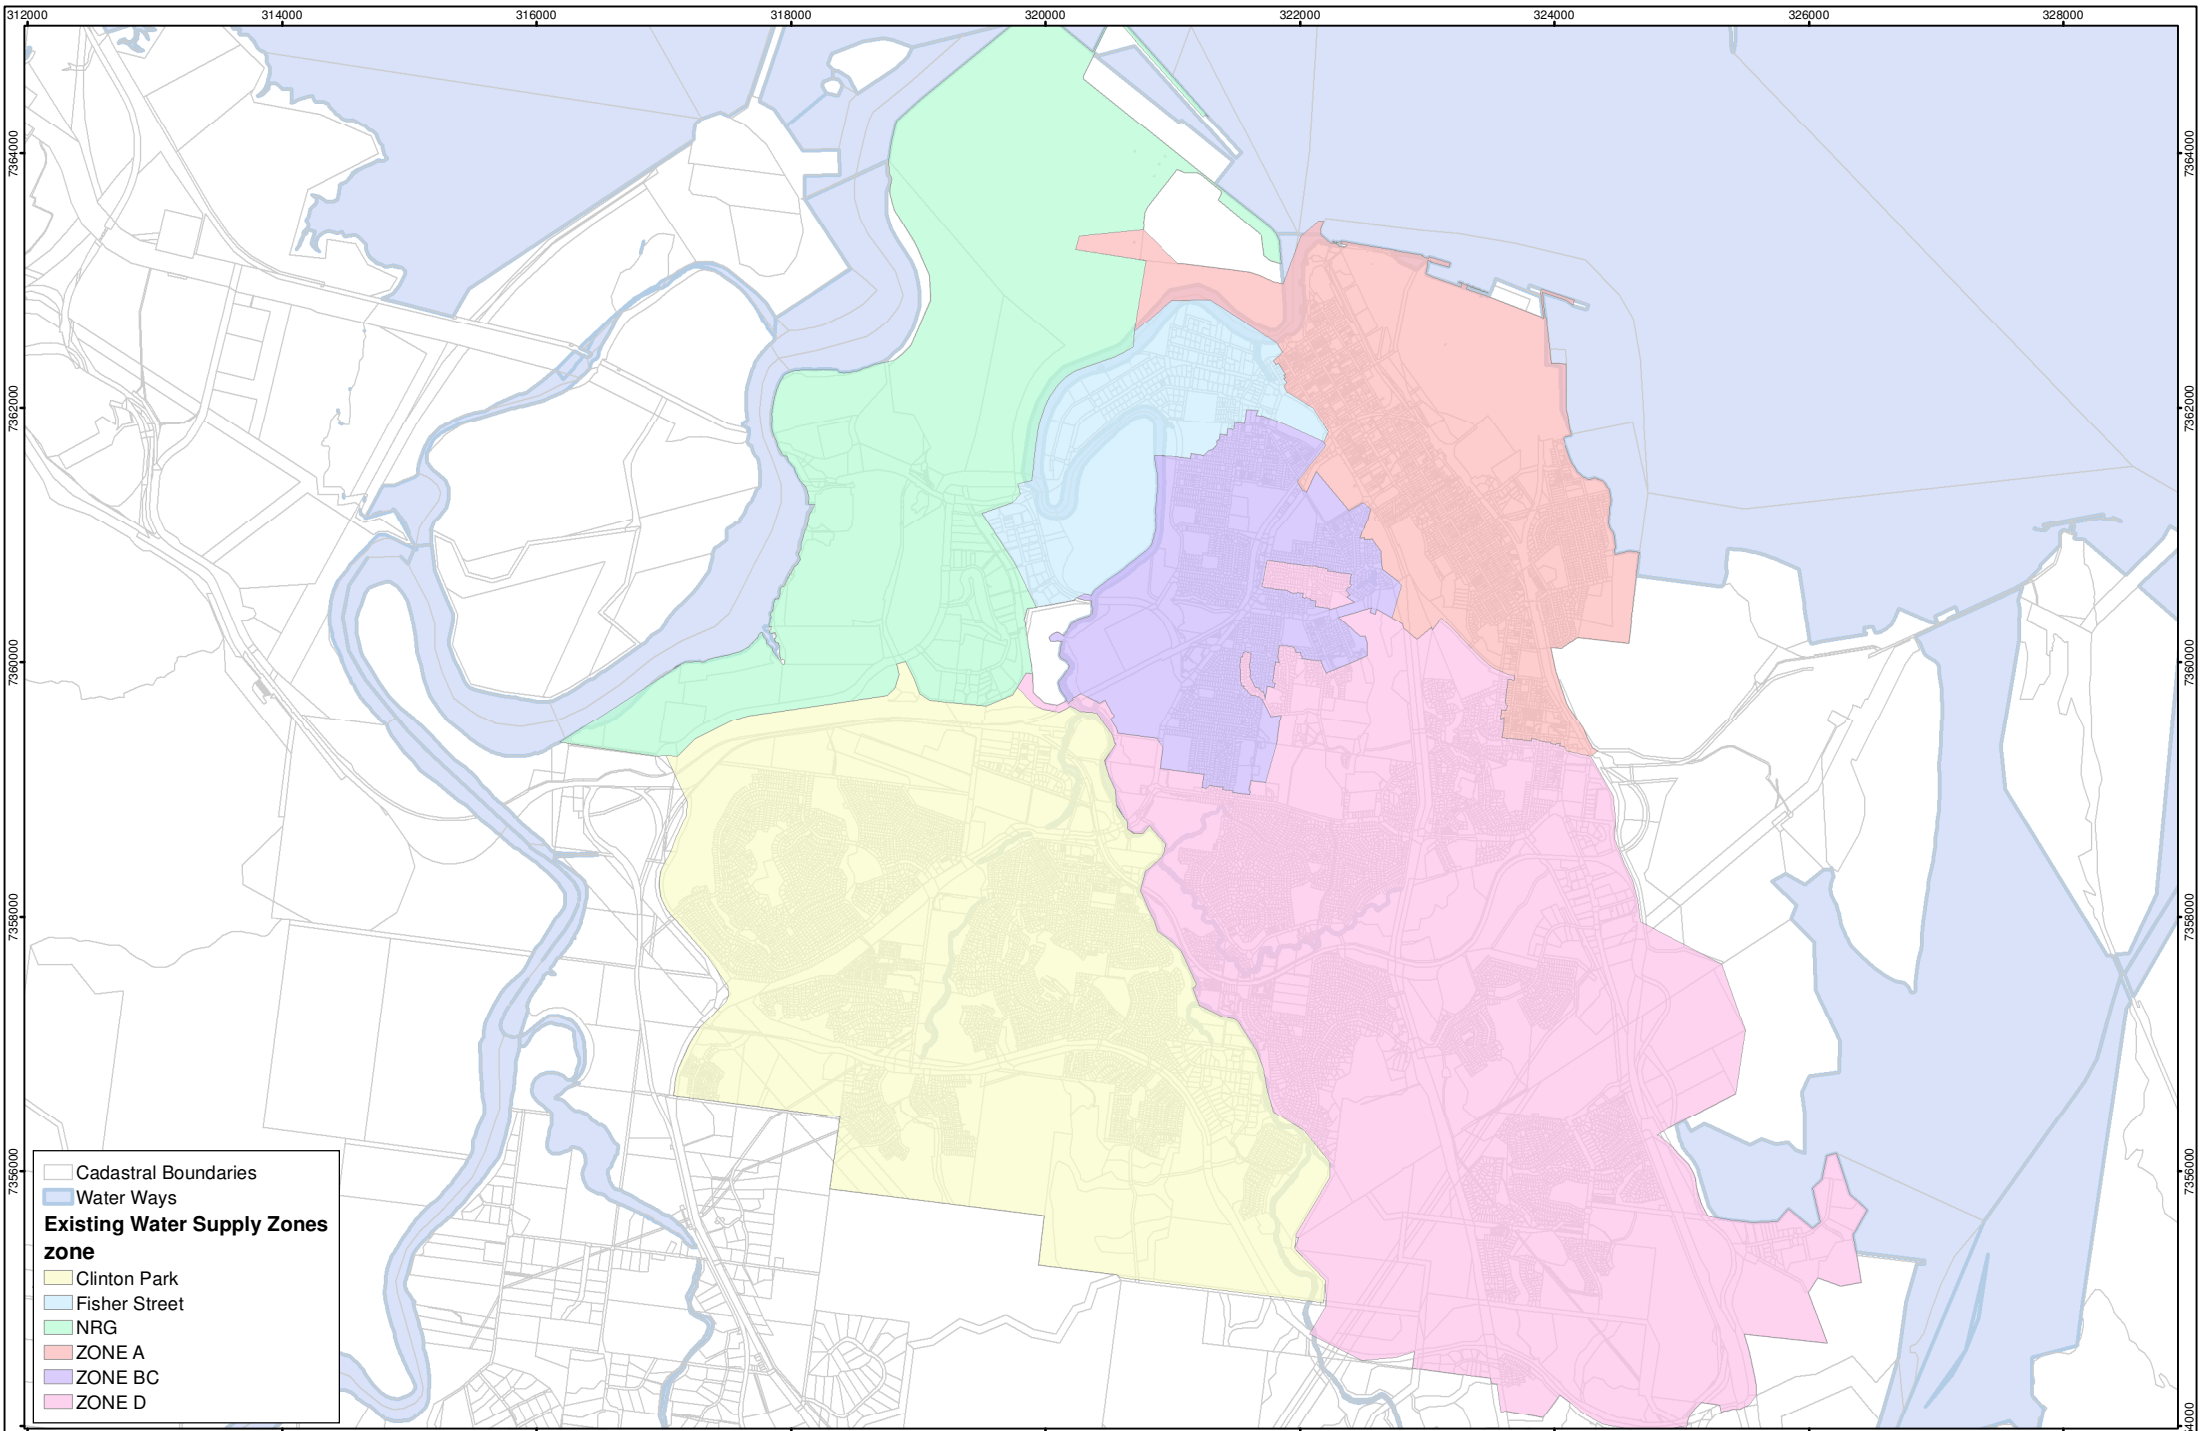 312000 314000 316000 318000 320000 322000 324000 326000 328000
7364000 7364000
7362000 7362000
7360000 7360000
7358000 7358000
7356000 7356000
Cadastral Boundaries
Water Ways
Existing Water Supply Zones
zone
Clinton Park
Fisher Street
NRG
ZONE A
ZONE BC
ZONE D
4000